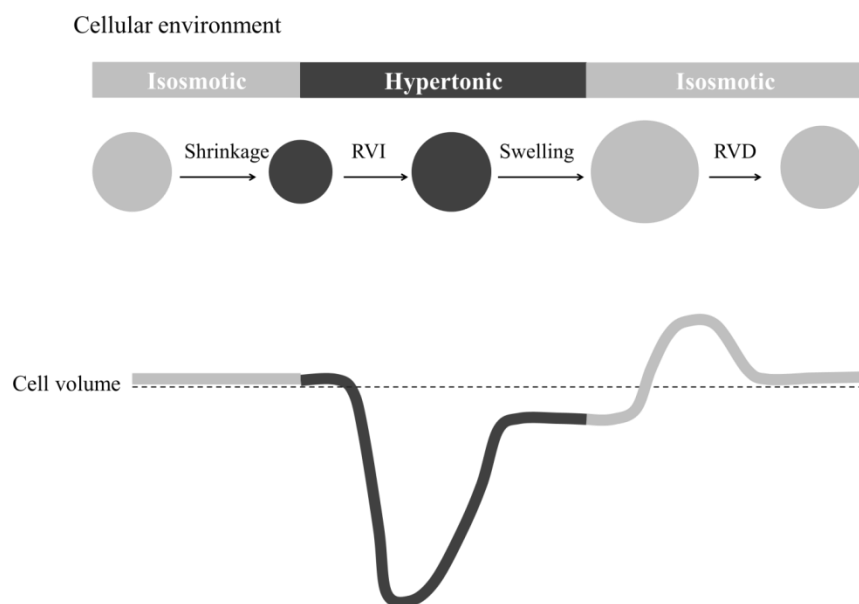 Cellular environment
Isosmotic Hypertonic Isosmotic
Shrinkage RVI Swelling RVD
Cell volume